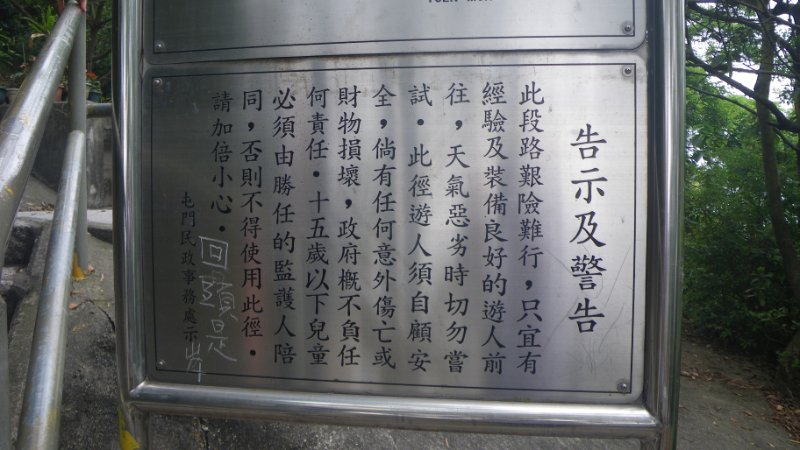 告示及警告
此段路艱險難行，只宜有
經驗及裝備良好的遊人前
往，天氣惡劣時切勿嘗
試．此徑遊人須自顧安
全，倘有任何意外傷亡或
財物損壞，政府概不負任
何責任．十五歲以下兒童
必須由勝任的監護人陪
同，否則不得使用此徑．
請加倍小心．
回頭是岸
屯門民政事務處示